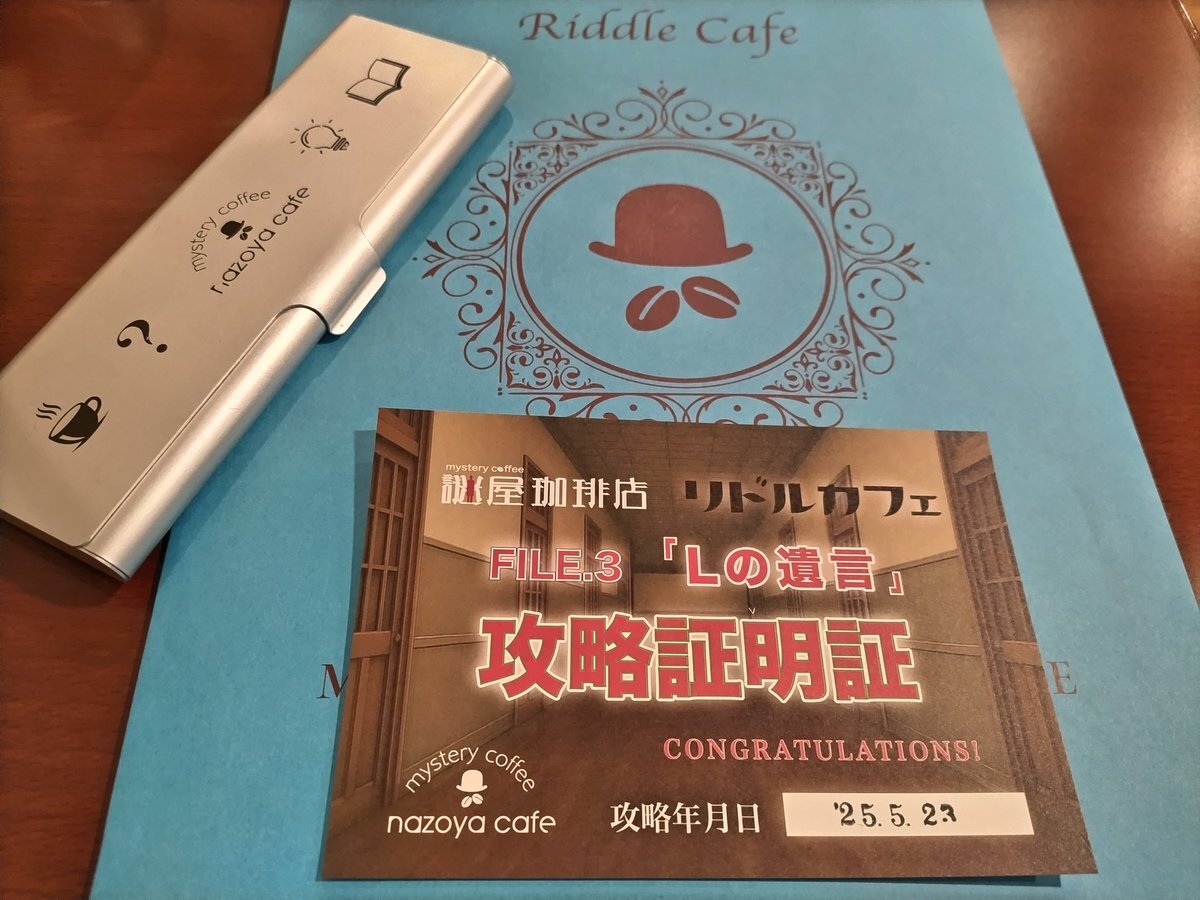 Riddle Cafe
mystery coffee
nazoya cafe
mystery coffee
謎屋珈琲店
リドルカフェ
FILE.3「Lの遺言」
攻略証明証
CONGRATULATIONS!
mystery coffee
nazoya cafe
攻略年月日
'25.5.23